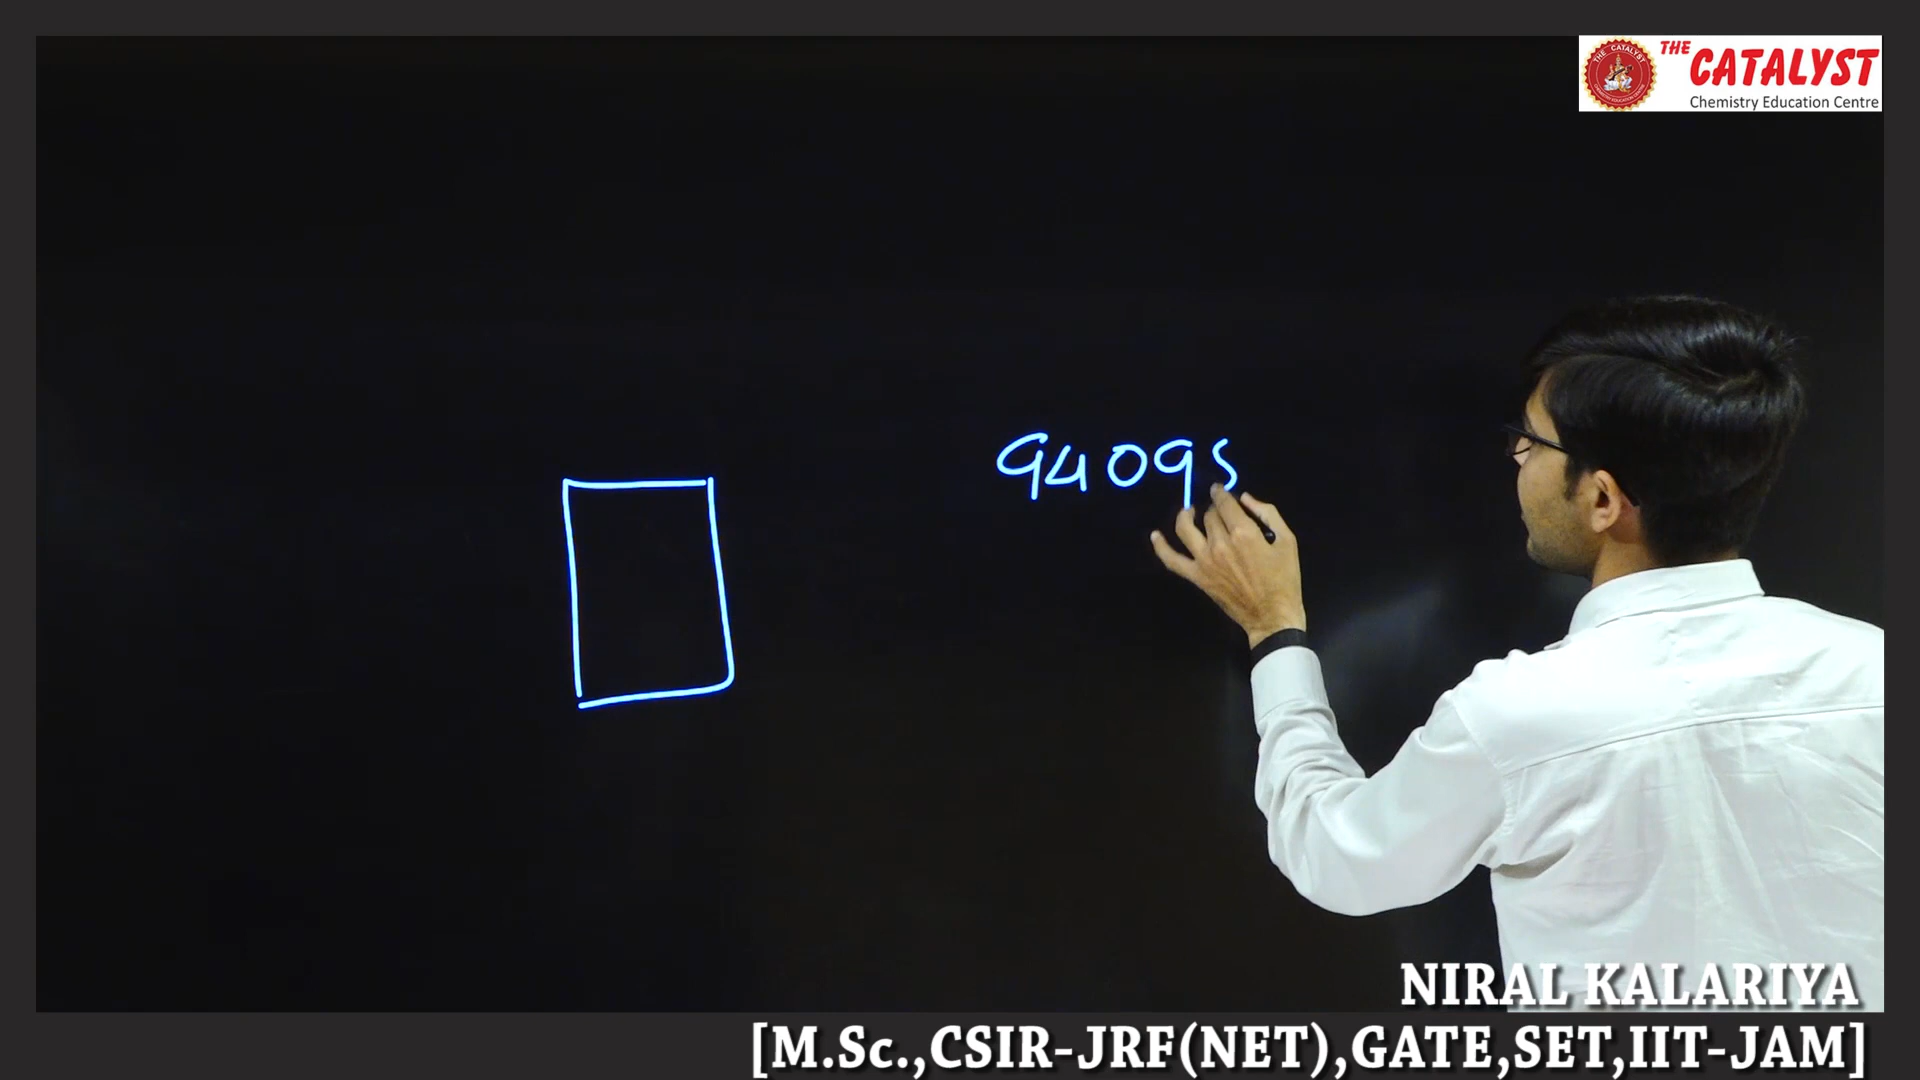 THE
CATALYST
Chemistry Education Centre
94095
NIRAL KALARIYA
[M.Sc.,CSIR-JRF(NET),GATE,SET,IIT-JAM]